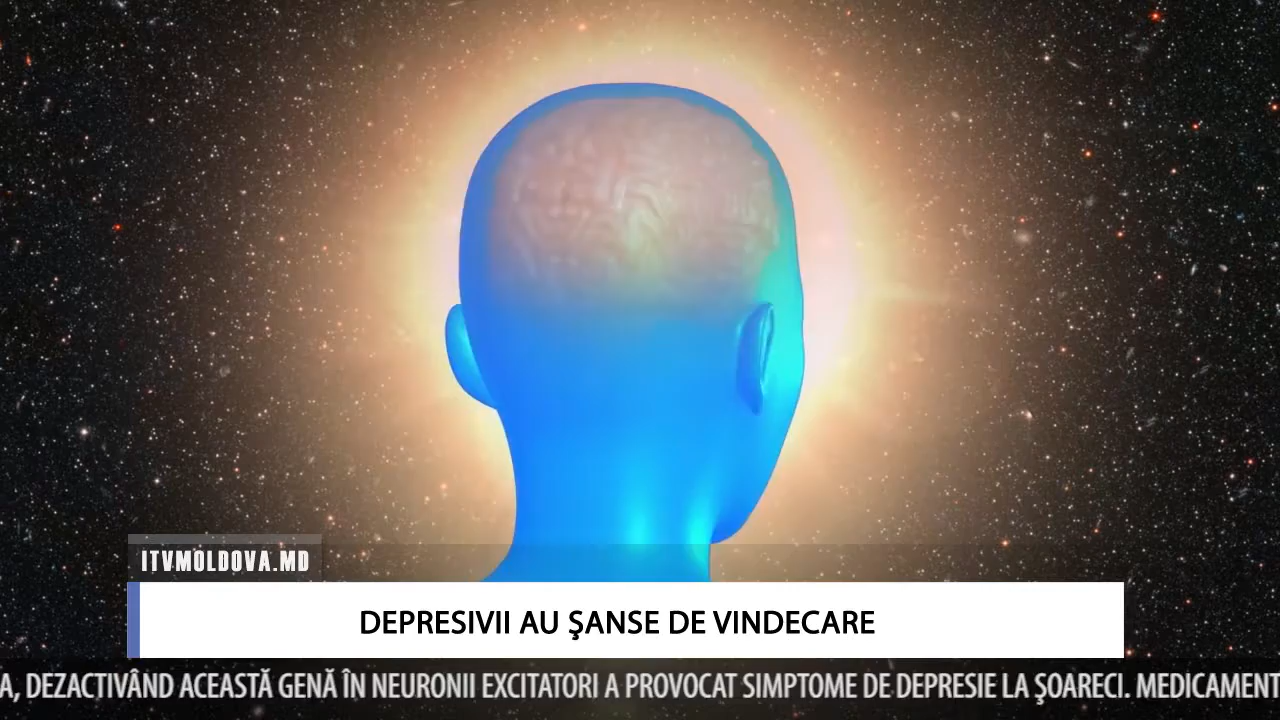 ITVMOLDOVA.MD
DEPRESIVII AU ŞANSE DE VINDECARE
A, DEZACTIVÂND ACEASTĂ GENĂ ÎN NEURONII EXCITATORI A PROVOCAT SIMPTOME DE DEPRESIE LA ŞOARECI. MEDICAMENT